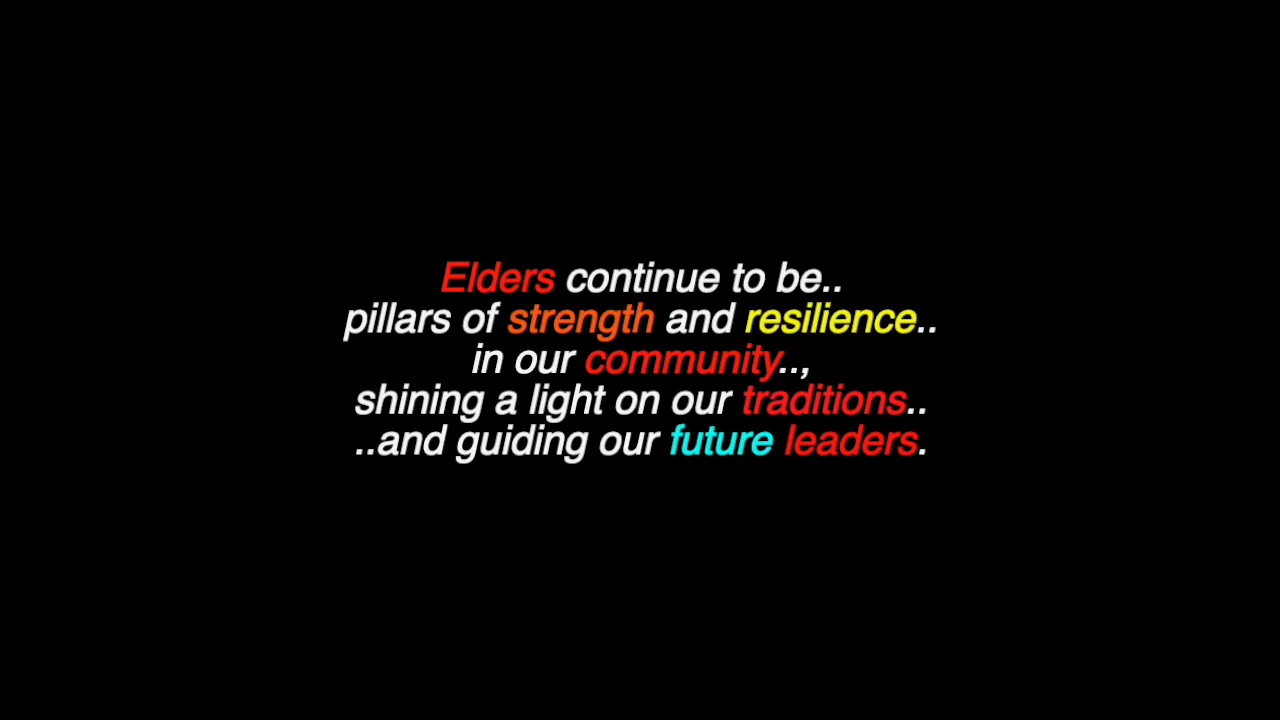 Elders continue to be..
pillars of strength and resilience..
in our community..,
shining a light on our traditions..
..and guiding our future leaders.